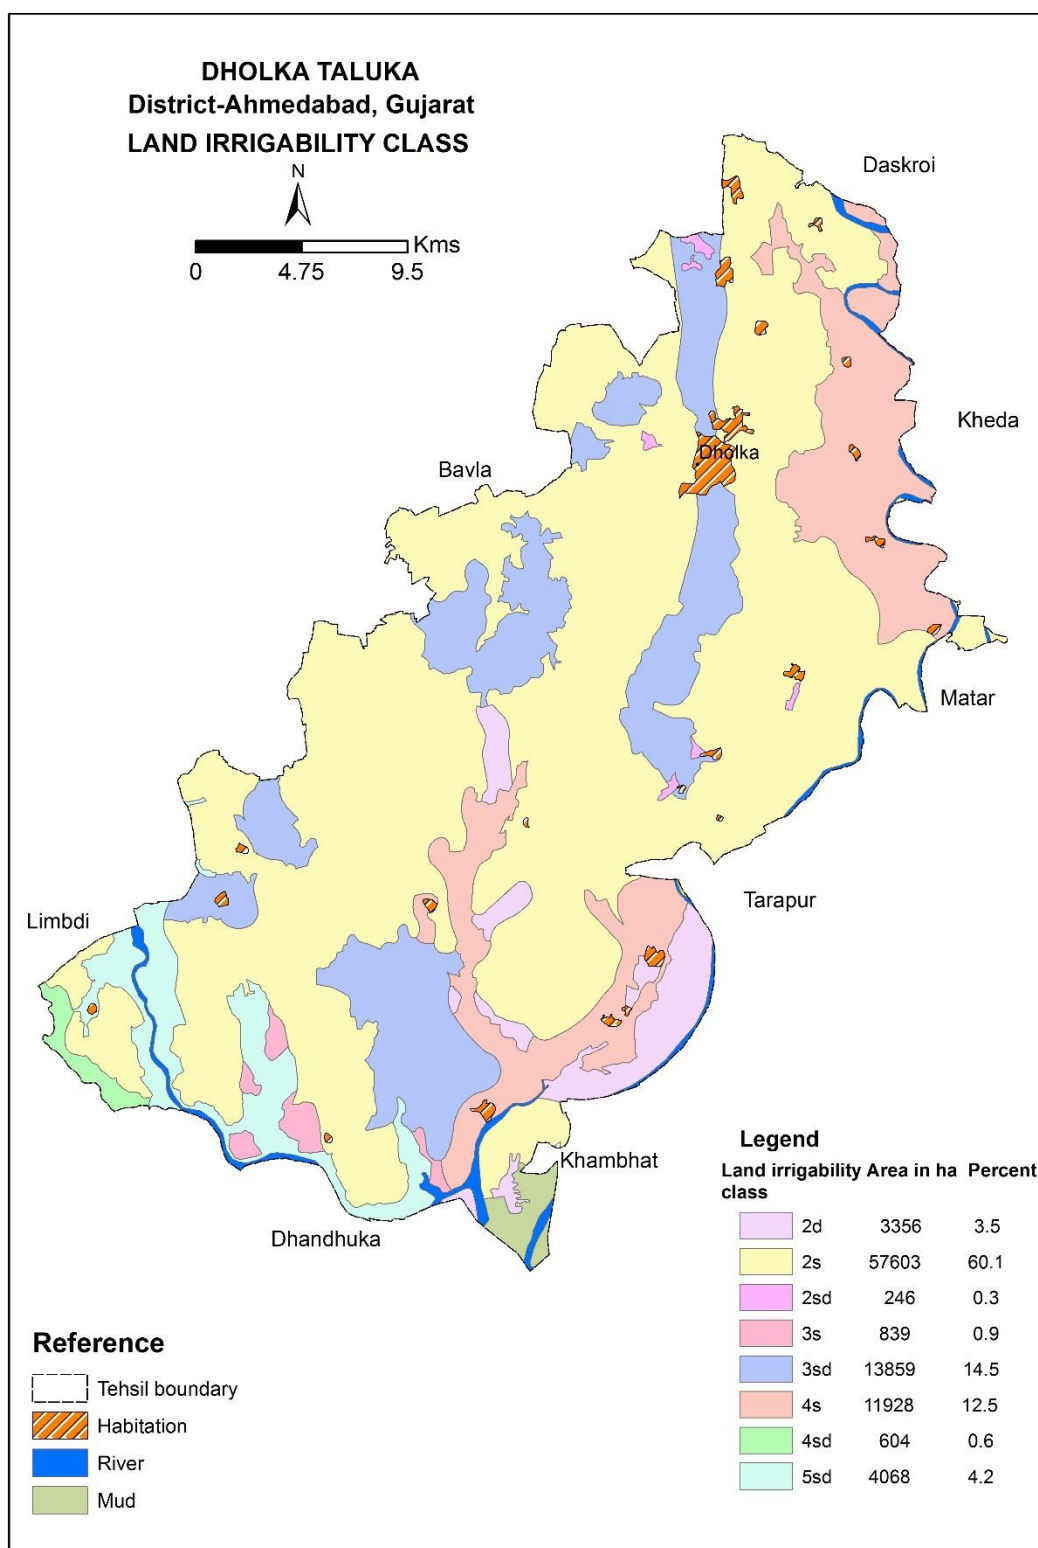 DHOLKA TALUKA
District-Ahmedabad, Gujarat
LAND IRRIGABILITY CLASS
N
Kms
0 4.75 9.5
Daskroi
Kheda
Dholka
Bavla
Matar
Tarapur
Limbdi
Khambhat
Dhandhuka
Legend
Land irrigability Area in ha Percent
class
2d 3356 3.5
2s 57603 60.1
2sd 246 0.3
3s 839 0.9
3sd 13859 14.5
4s 11928 12.5
4sd 604 0.6
5sd 4068 4.2
Reference
Tehsil boundary
Habitation
River
Mud